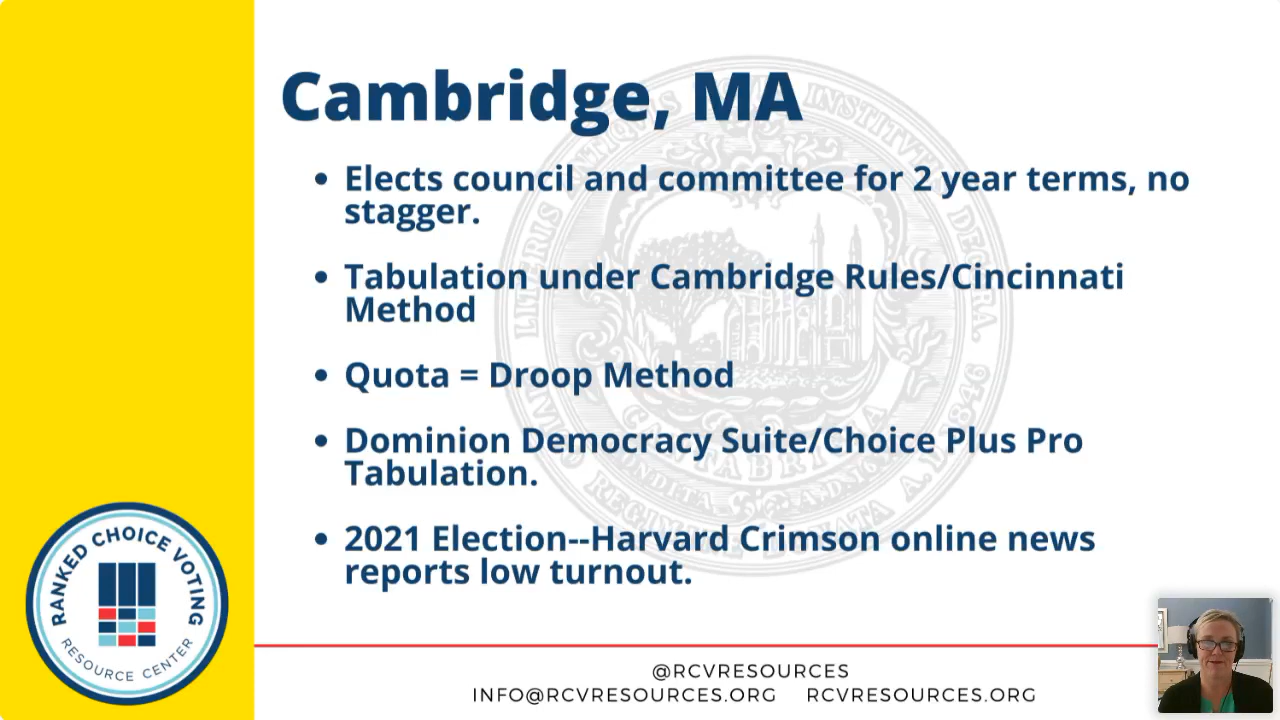 Cambridge, MA
• Elects council and committee for 2 year terms, no
stagger.
• Tabulation under Cambridge Rules/Cincinnati
Method
• Quota = Droop Method
• Dominion Democracy Suite/Choice Plus Pro
Tabulation.
• 2021 Election--Harvard Crimson online news
reports low turnout.
RANKED CHOICE VOTING
RESOURCE CENTER
@RCVRESOURCES
INFO@RCVRESOURCES.ORG RCVRESOURCES.ORG